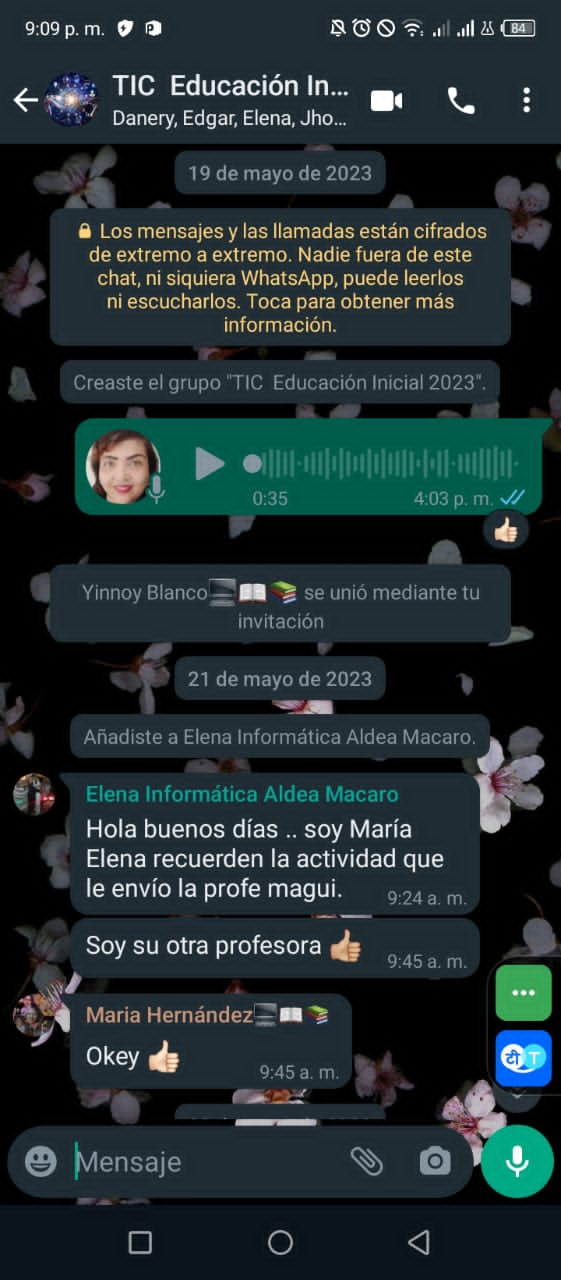 9:09 p. m.
84
TIC Educación In...
Danery, Edgar, Elena, Jho...
19 de mayo de 2023
Los mensajes y las llamadas están cifrados
de extremo a extremo. Nadie fuera de este
chat, ni siquiera WhatsApp, puede leerlos
ni escucharlos. Toca para obtener más
información.
Creaste el grupo "TIC Educación Inicial 2023".
0:35
4:03 p. m.
Yinnoy Blanco💻📖📚 se unió mediante tu
invitación
21 de mayo de 2023
Añadiste a Elena Informática Aldea Macaro.
Elena Informática Aldea Macaro
Hola buenos días .. soy María
Elena recuerden la actividad que
le envío la profe magui.
9:24 a. m.
Soy su otra profesora 👍🏻
9:45 a. m.
Maria Hernández💻📖📚
Okey 👍🏻
9:45 a. m.
टी T
Mensaje